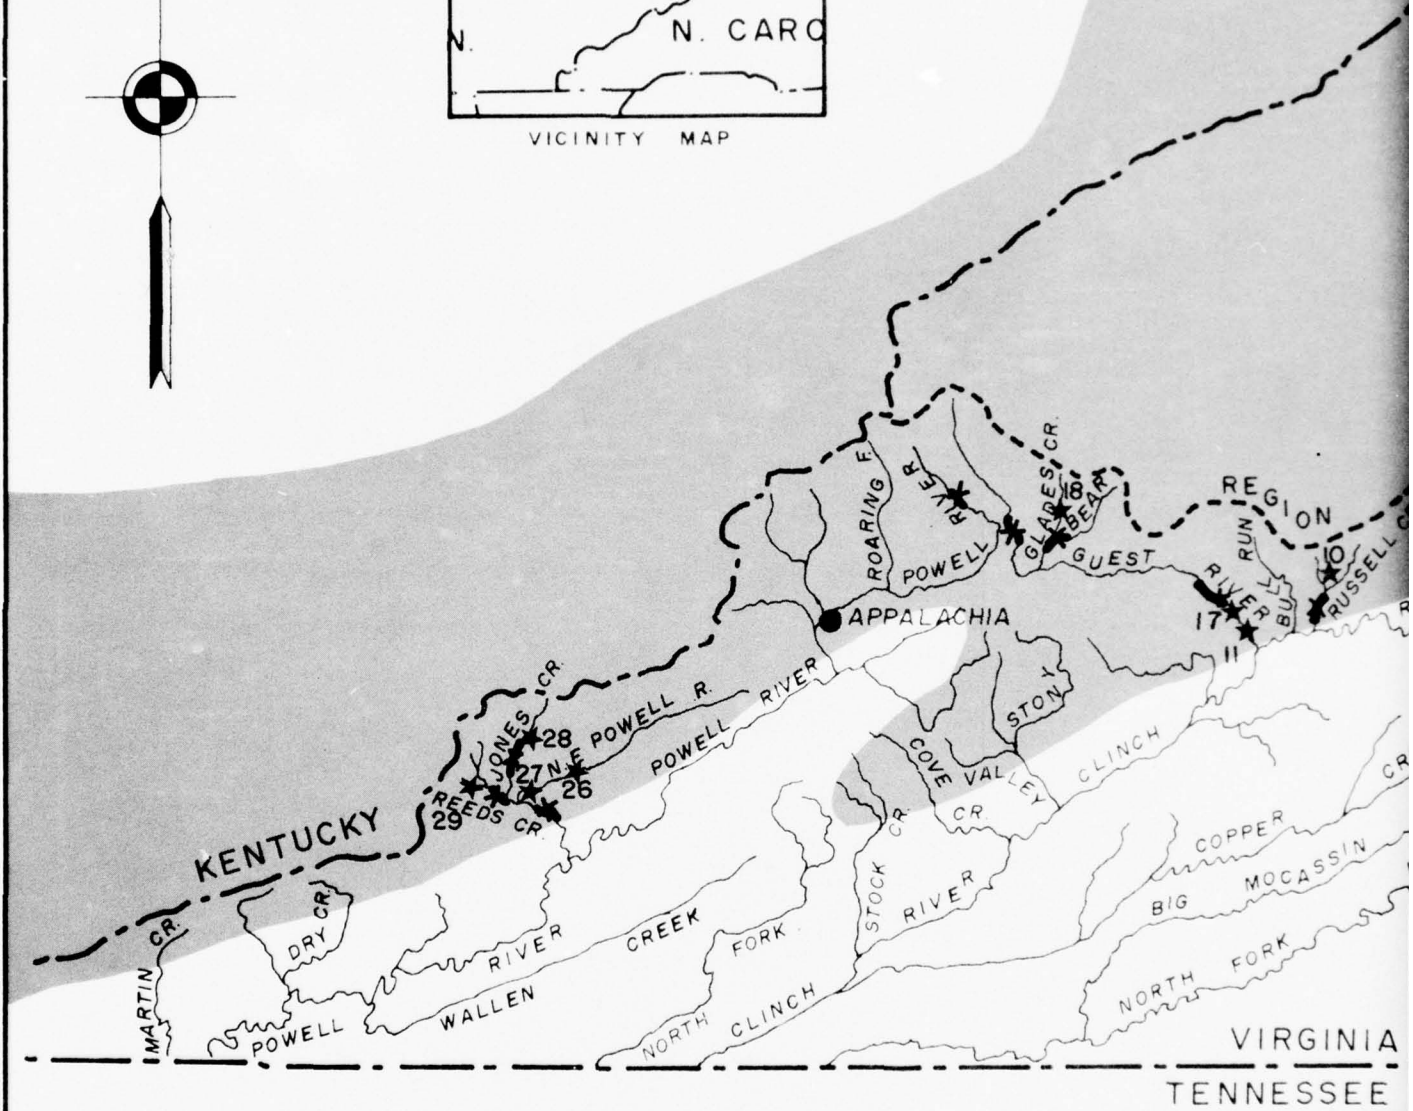 N.
N. CARO
VICINITY MAP
REGION
ROARING F.
RIVER
POWELL
GLADES CR.
18
BEAR
GUEST
RIVER
17
11
BULL RUN
10
RUSSELL C
R
APPALACHIA
JONES CR.
28
27
N.E POWELL R.
26
REEDS CR.
29
POWELL RIVER
STONY
COVE
VALLEY
CR.
STOCK CR.
CLINCH
RIVER
COPPER
CR
BIG MOCASSIN
NORTH FORK
KENTUCKY
MARTIN CR.
DRY CR.
POWELL RIVER
WALLEN CREEK
NORTH FORK
CLINCH
VIRGINIA
TENNESSEE